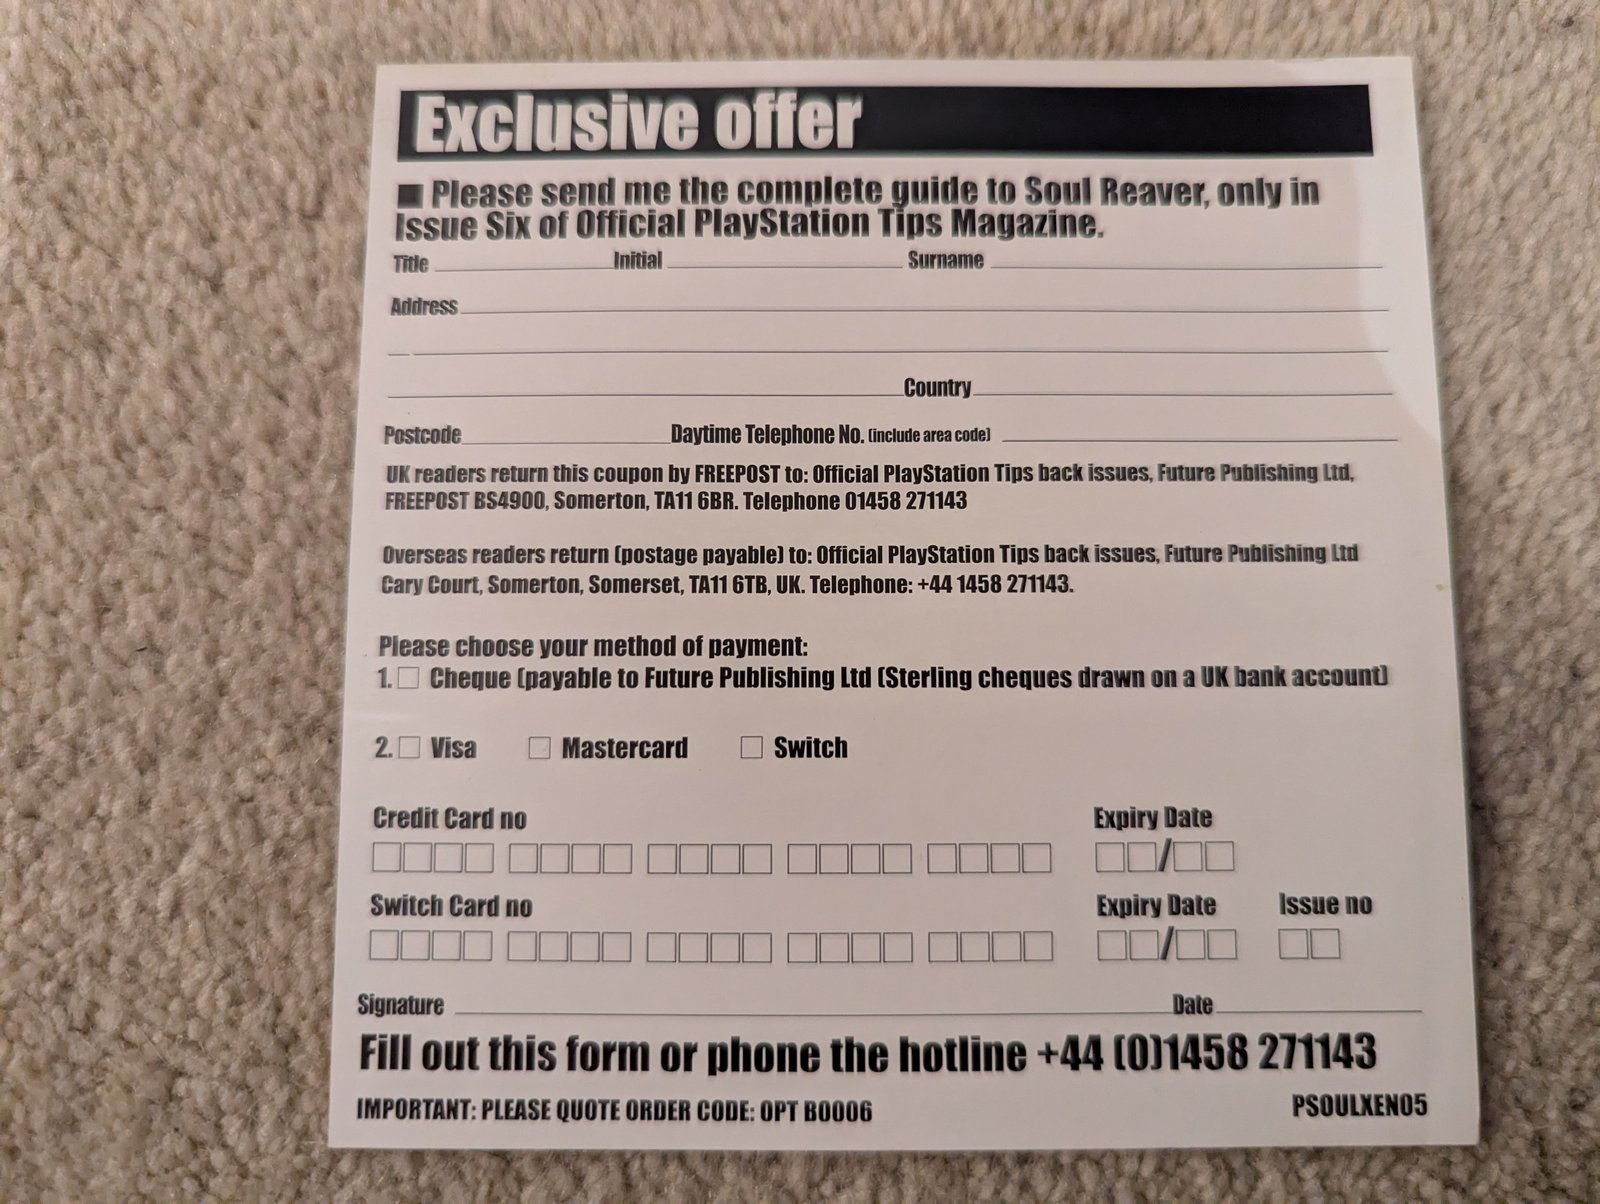 Exclusive offer
■ Please send me the complete guide to Soul Reaver, only in
Issue Six of Official PlayStation Tips Magazine.
Title Initial Surname
Address
Country
Postcode Daytime Telephone No. (include area code)
UK readers return this coupon by FREEPOST to: Official PlayStation Tips back issues, Future Publishing Ltd,
FREEPOST BS4900, Somerton, TA11 6BR. Telephone 01458 271143
Overseas readers return (postage payable) to: Official PlayStation Tips back issues, Future Publishing Ltd
Cary Court, Somerton, Somerset, TA11 6TB, UK. Telephone: +44 1458 271143.
Please choose your method of payment:
1. Cheque (payable to Future Publishing Ltd (Sterling cheques drawn on a UK bank account)
2. Visa Mastercard Switch
Credit Card no Expiry Date
/
Switch Card no Expiry Date Issue no
/
Signature Date
Fill out this form or phone the hotline +44 (0)1458 271143
IMPORTANT: PLEASE QUOTE ORDER CODE: OPT B0006 PSOULXEN05